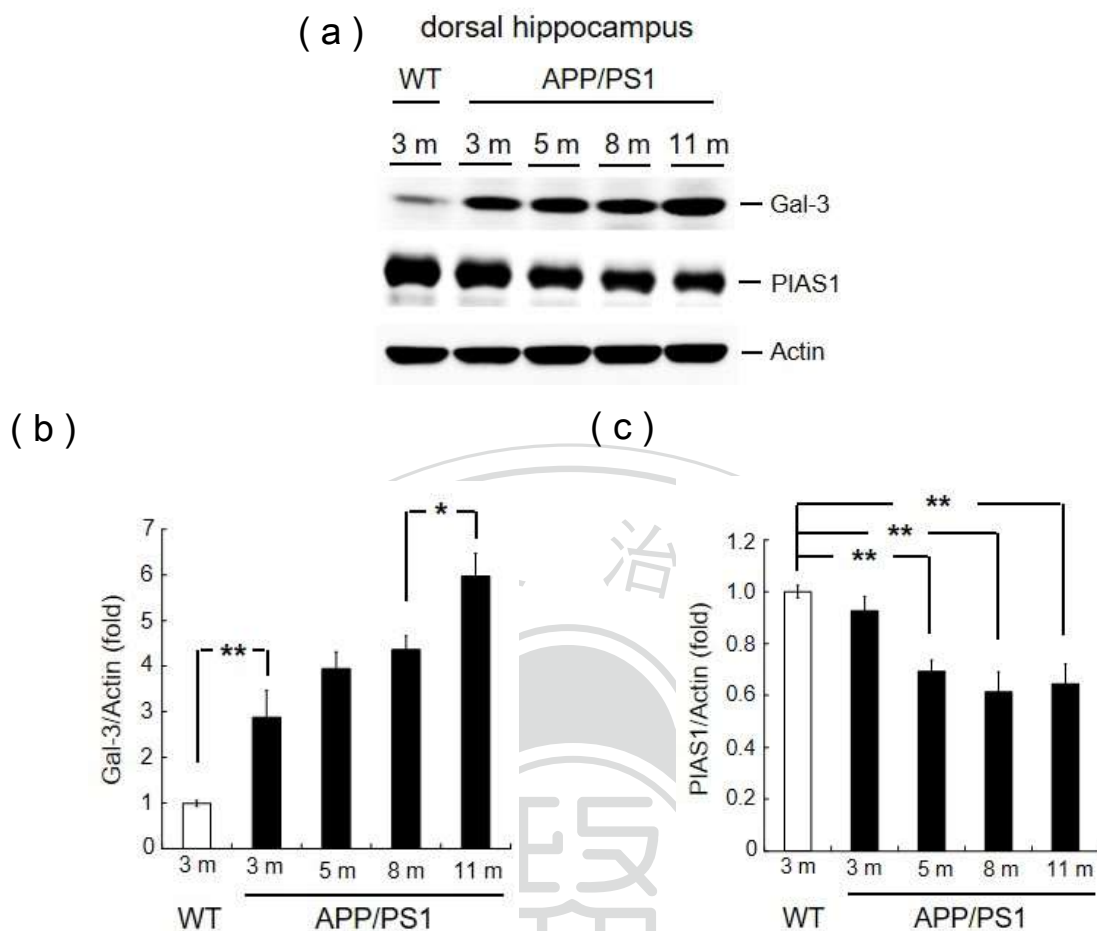 ( a ) dorsal hippocampus
WT APP/PS1
3 m 3 m 5 m 8 m 11 m
Gal-3
PIAS1
Actin
( b )
Gal-3/Actin (fold)
7
6
5
4
3
2
1
0
**
*
3 m 3 m 5 m 8 m 11 m
WT APP/PS1
( c )
治
PIAS1/Actin (fold)
1.2
1.0
0.8
0.6
0.4
0.2
0
**
**
**
3 m 3 m 5 m 8 m 11 m
WT APP/PS1